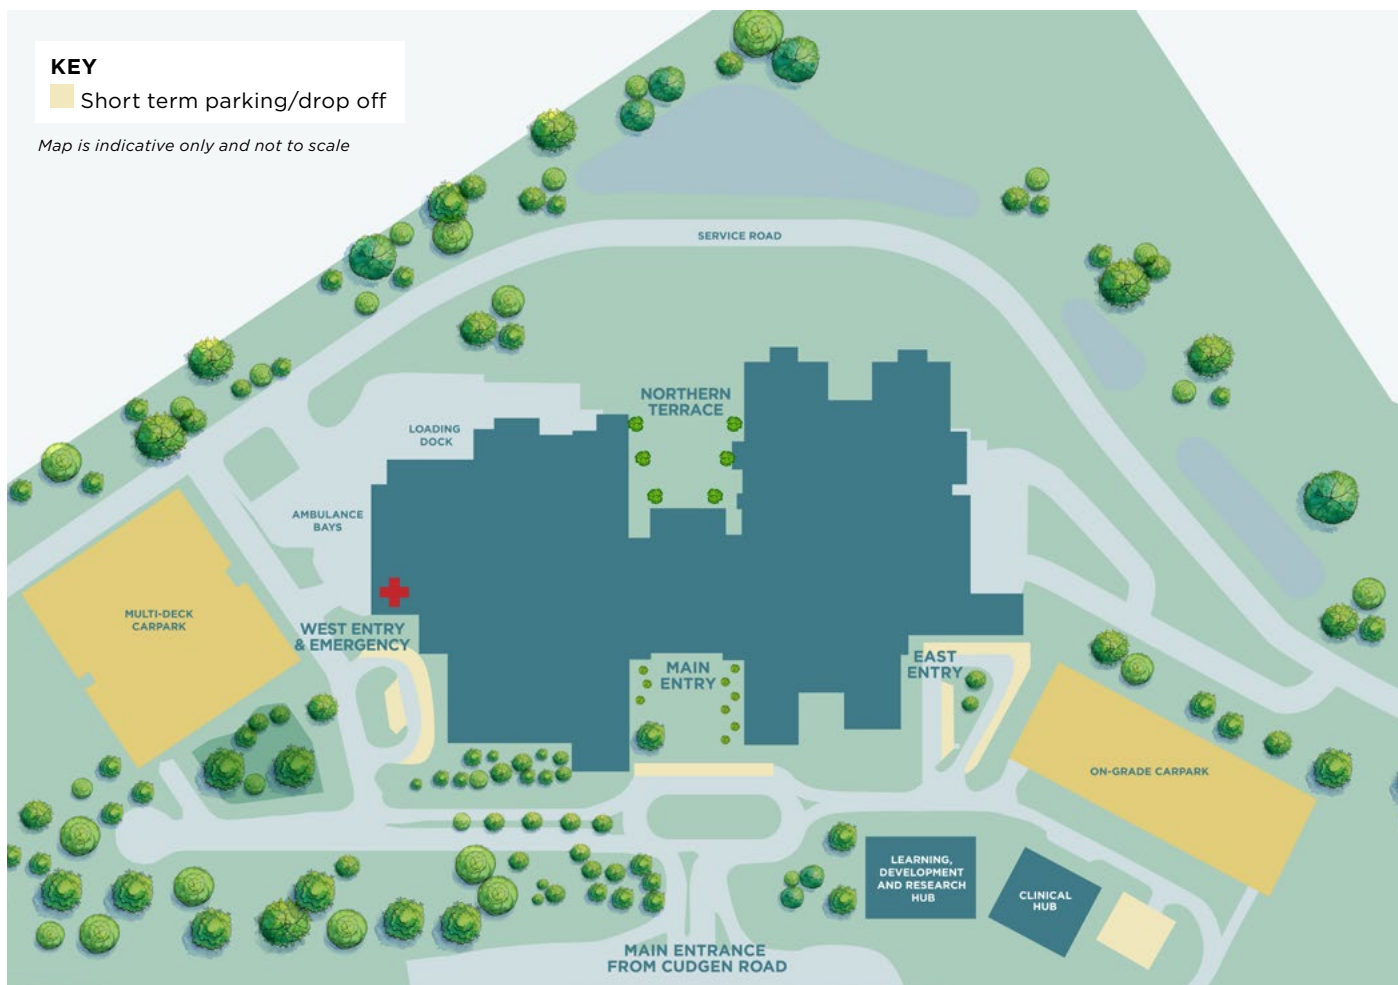 KEY
Short term parking/drop off
Map is indicative only and not to scale
SERVICE ROAD
NORTHERN
TERRACE
LOADING
DOCK
AMBULANCE
BAYS
MULTI-DECK
CARPARK
WEST ENTRY
& EMERGENCY
MAIN
ENTRY
EAST
ENTRY
ON-GRADE CARPARK
LEARNING,
DEVELOPMENT
AND RESEARCH
HUB
CLINICAL
HUB
MAIN ENTRANCE
FROM CUDGEN ROAD